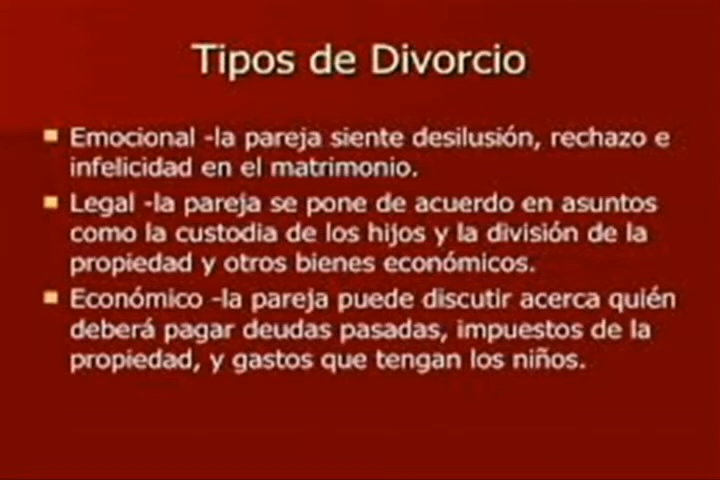 Tipos de Divorcio
Emocional -la pareja siente desilusión, rechazo e
infelicidad en el matrimonio.
Legal -la pareja se pone de acuerdo en asuntos
como la custodia de los hijos y la división de la
propiedad y otros bienes económicos.
Económico -la pareja puede discutir acerca quién
deberá pagar deudas pasadas, impuestos de la
propiedad, y gastos que tengan los niños.